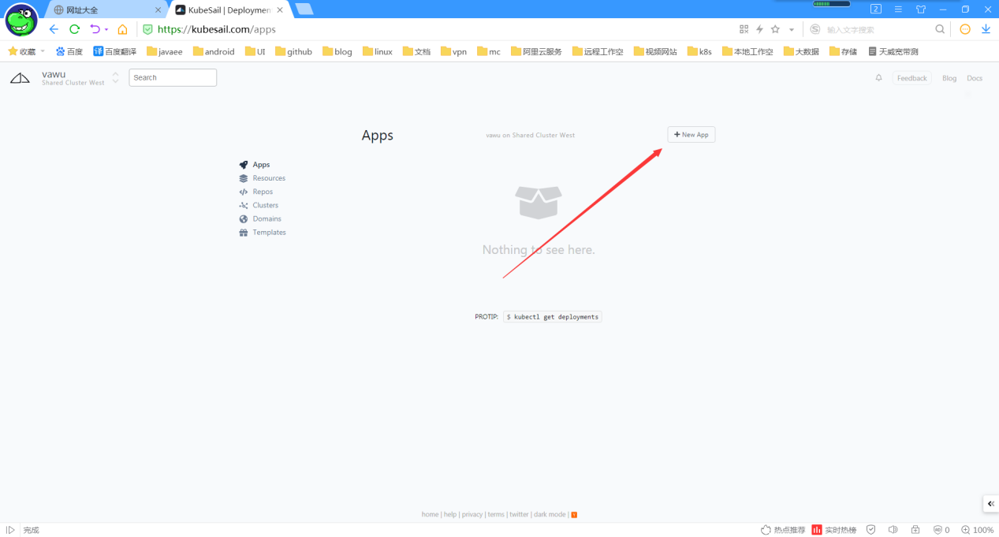 网址大全
KubeSail | Deploymen
2
https://kubesail.com/apps
输入文字搜索
收藏 百度 译 百度翻译 javaee android UI github blog linux 文档 vpn mc 阿里云服务 远程工作空 视频网站 k8s 本地工作空 大数据 存储 天威宽带测
vawu
Shared Cluster West
Search
Feedback Blog Docs
Apps
vawu on Shared Cluster West
+ New App
Apps
Resources
Repos
Clusters
Domains
Templates
Nothing to see here.
PROTIP: $ kubectl get deployments
home | help | privacy | terms | twitter | dark mode |
完成
热点推荐 实时热榜 0 100%